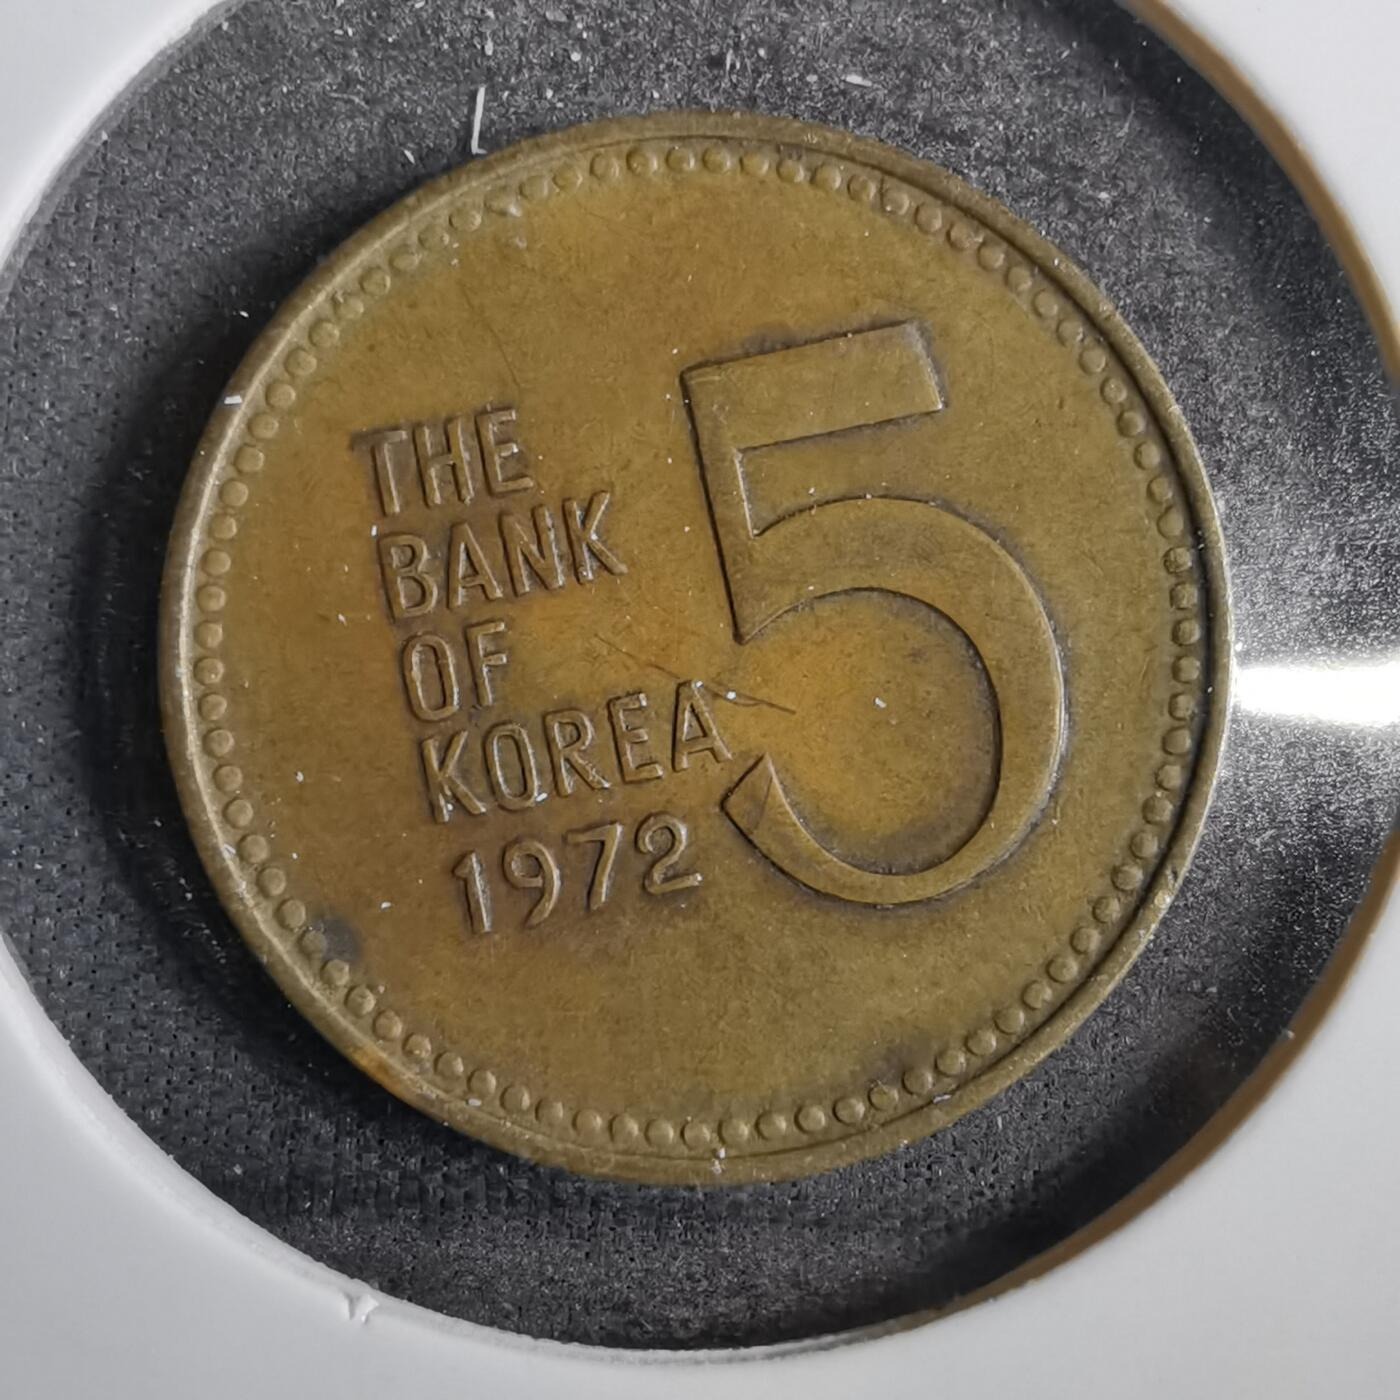 THE
BANK
OF
KOREA
1972
5